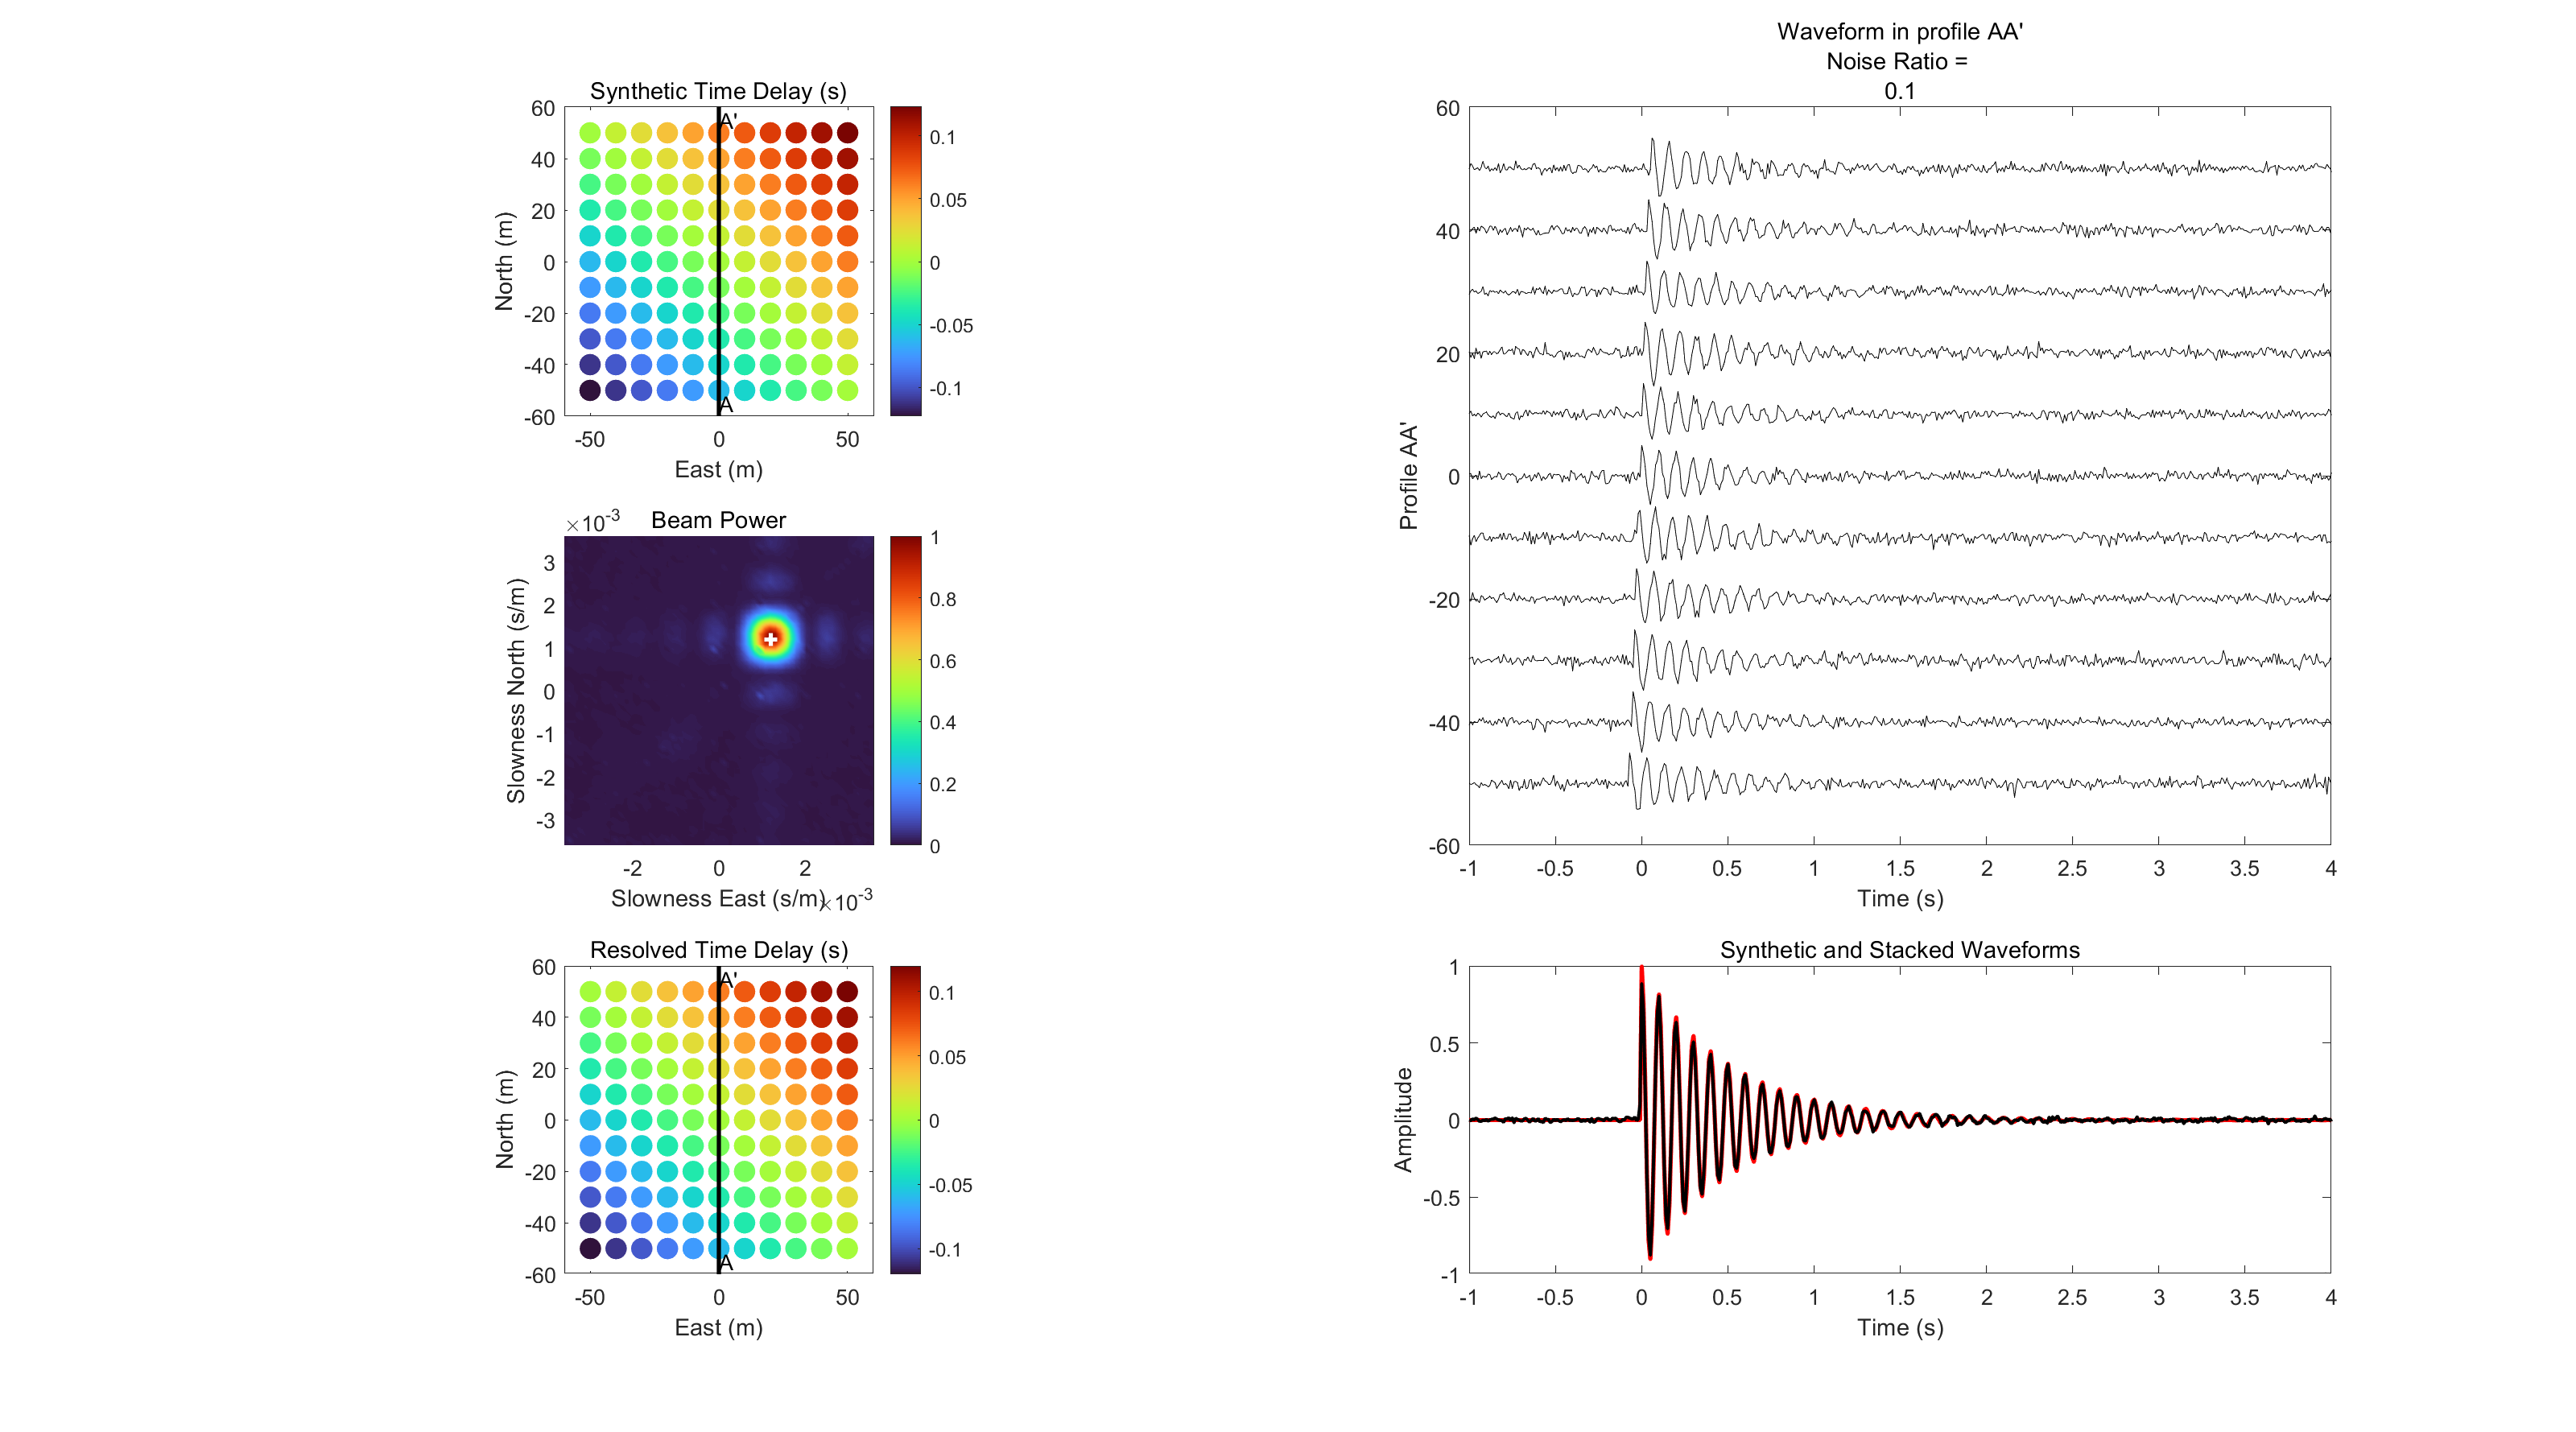 Synthetic Time Delay (s)
60
40
20
0
-20
-40
-60
North (m)
A'
A
-50 0 50
East (m)
0.1
0.05
0
-0.05
-0.1
×10-3
Beam Power
3
2
1
0
-1
-2
-3
Slowness North (s/m)
-2 0 2
Slowness East (s/m)
×10-3
1
0.8
0.6
0.4
0.2
0
Resolved Time Delay (s)
60
40
20
0
-20
-40
-60
North (m)
A'
A
-50 0 50
East (m)
0.1
0.05
0
-0.05
-0.1
Waveform in profile AA'
Noise Ratio =
0.1
60
40
20
0
-20
-40
-60
Profile AA'
-1 -0.5 0 0.5 1 1.5 2 2.5 3 3.5 4
Time (s)
Synthetic and Stacked Waveforms
1
0.5
0
-0.5
-1
Amplitude
-1 -0.5 0 0.5 1 1.5 2 2.5 3 3.5 4
Time (s)